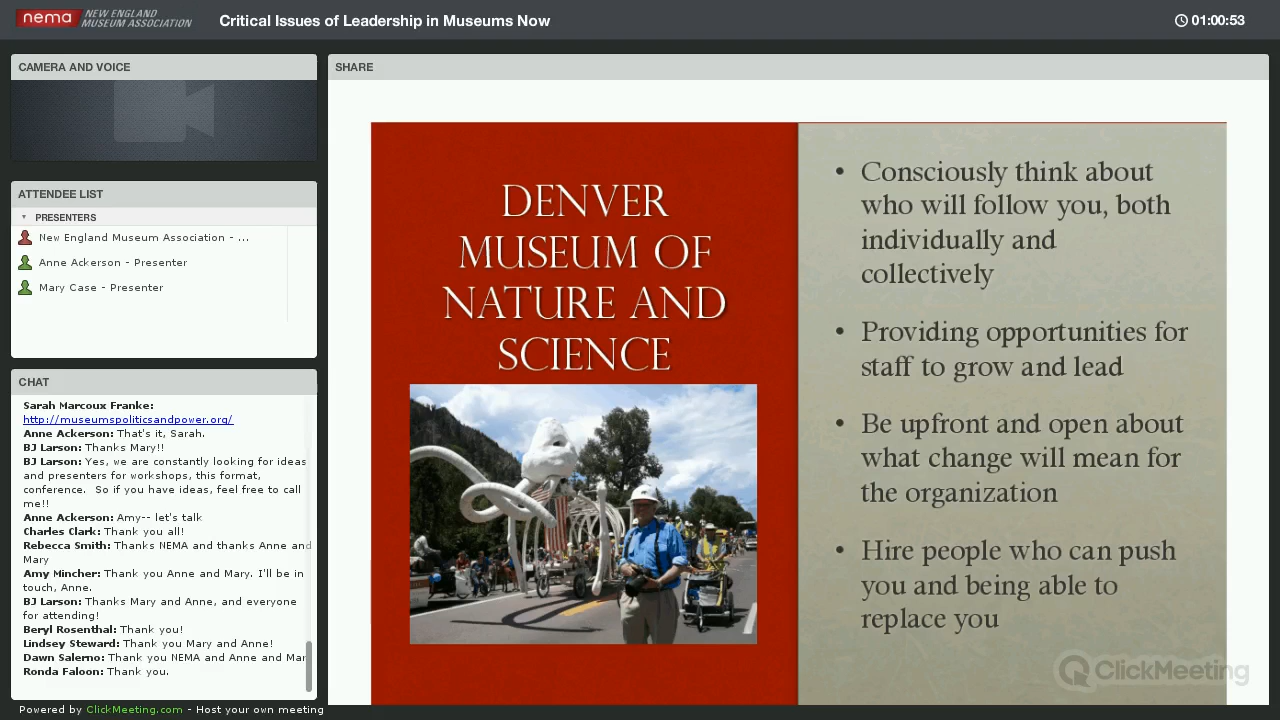 nema NEW ENGLAND
MUSEUM ASSOCIATION
Critical Issues of Leadership in Museums Now
01:00:53
CAMERA AND VOICE
ATTENDEE LIST
PRESENTERS
New England Museum Association - ...
Anne Ackerson - Presenter
Mary Case - Presenter
CHAT
Sarah Marcoux Franke:
http://museumspoliticsandpower.org/
Anne Ackerson: That's it, Sarah.
BJ Larson: Thanks Mary!!
BJ Larson: Yes, we are constantly looking for ideas
and presenters for workshops, this format,
conference. So if you have ideas, feel free to call
me!!
Anne Ackerson: Amy-- let's talk
Charles Clark: Thank you all!
Rebecca Smith: Thanks NEMA and thanks Anne and
Mary
Amy Mincher: Thank you Anne and Mary. I'll be in
touch, Anne.
BJ Larson: Thanks Mary and Anne, and everyone
for attending!
Beryl Rosenthal: Thank you!
Lindsey Steward: Thank you Mary and Anne!
Dawn Salerno: Thank you NEMA and Anne and Mar
Ronda Faloon: Thank you.
Powered by ClickMeeting.com - Host your own meeting
SHARE
DENVER
MUSEUM OF
NATURE AND
SCIENCE
• Consciously think about
who will follow you, both
individually and
collectively
• Providing opportunities for
staff to grow and lead
• Be upfront and open about
what change will mean for
the organization
• Hire people who can push
you and being able to
replace you
ClickMeeting